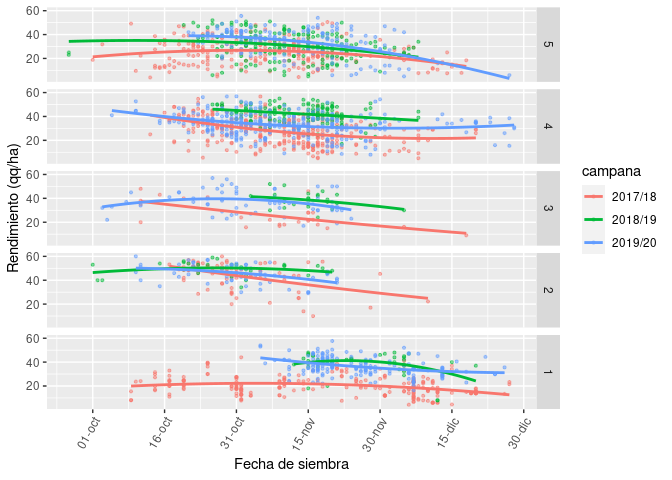 60
40
20
5
60
40
20
4
60
40
20
3
60
40
20
2
60
40
20
1
Rendimiento (qq/ha)
01-oct
16-oct
31-oct
15-nov
30-nov
15-dic
30-dic
Fecha de siembra
campana
2017/18
2018/19
2019/20